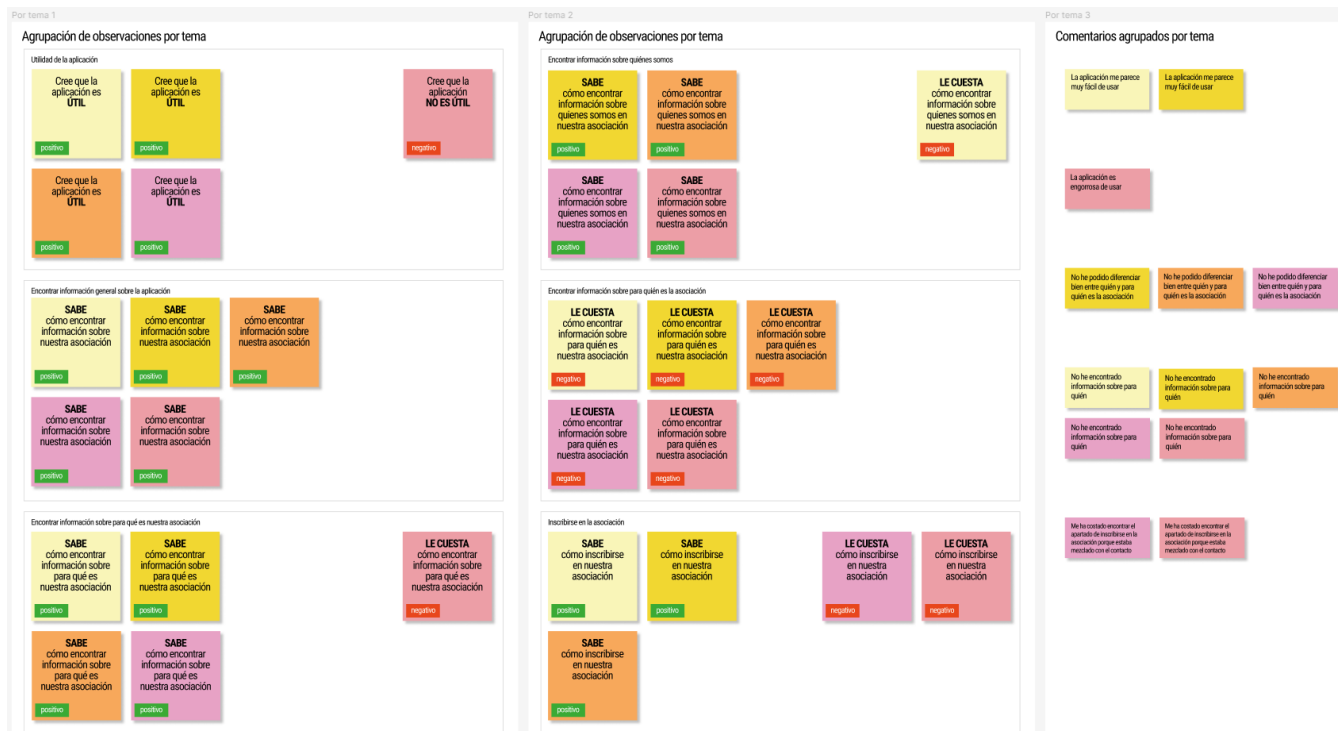 Por tema 1
Agrupación de observaciones por tema
Utilidad de la aplicación
Cree que la
aplicación es
ÚTIL
positivo
Cree que la
aplicación es
ÚTIL
positivo
Cree que la
aplicación
NO ES ÚTIL
negativo
Cree que la
aplicación es
ÚTIL
positivo
Cree que la
aplicación es
ÚTIL
positivo
Encontrar información general sobre la aplicación
SABE
cómo encontrar
información sobre
nuestra asociación
positivo
SABE
cómo encontrar
información sobre
nuestra asociación
positivo
SABE
cómo encontrar
información sobre
nuestra asociación
positivo
SABE
cómo encontrar
información sobre
nuestra asociación
positivo
SABE
cómo encontrar
información sobre
nuestra asociación
positivo
Encontrar información sobre para qué es nuestra asociación
SABE
cómo encontrar
información sobre
para qué es
nuestra asociación
positivo
SABE
cómo encontrar
información sobre
para qué es
nuestra asociación
positivo
LE CUESTA
cómo encontrar
información sobre
para qué es
nuestra asociación
negativo
SABE
cómo encontrar
información sobre
para qué es
nuestra asociación
positivo
SABE
cómo encontrar
información sobre
para qué es
nuestra asociación
positivo
Por tema 2
Agrupación de observaciones por tema
Encontrar información sobre quiénes somos
SABE
cómo encontrar
información sobre
quienes somos en
nuestra asociación
positivo
SABE
cómo encontrar
información sobre
quienes somos en
nuestra asociación
positivo
LE CUESTA
cómo encontrar
información sobre
quienes somos en
nuestra asociación
negativo
SABE
cómo encontrar
información sobre
quienes somos en
nuestra asociación
positivo
SABE
cómo encontrar
información sobre
quienes somos en
nuestra asociación
positivo
Encontrar información sobre para quién es la asociación
LE CUESTA
cómo encontrar
información sobre
para quién es
nuestra asociación
negativo
LE CUESTA
cómo encontrar
información sobre
para quién es
nuestra asociación
negativo
LE CUESTA
cómo encontrar
información sobre
para quién es
nuestra asociación
negativo
LE CUESTA
cómo encontrar
información sobre
para quién es
nuestra asociación
negativo
LE CUESTA
cómo encontrar
información sobre
para quién es
nuestra asociación
negativo
Inscribirse en la asociación
SABE
cómo inscribirse
en nuestra
asociación
positivo
SABE
cómo inscribirse
en nuestra
asociación
positivo
LE CUESTA
cómo inscribirse
en nuestra
asociación
negativo
LE CUESTA
cómo inscribirse
en nuestra
asociación
negativo
SABE
cómo inscribirse
en nuestra
asociación
positivo
Por tema 3
Comentarios agrupados por tema
La aplicación me parece
muy fácil de usar
La aplicación me parece
muy fácil de usar
La aplicación es
engorrosa de usar
No he podido diferenciar
bien entre quién y para
quién es la asociación
No he podido diferenciar
bien entre quién y para
quién es la asociación
No he podido diferenciar
bien entre quién y para
quién es la asociación
No he encontrado
información sobre para
quién
No he encontrado
información sobre para
quién
No he encontrado
información sobre para
quién
No he encontrado
información sobre para
quién
No he encontrado
información sobre para
quién
Me ha costado encontrar el
apartado de inscribirse en la
asociación porque estaba
mezclado con el contacto
Me ha costado encontrar el
apartado de inscribirse en la
asociación porque estaba
mezclado con el contacto